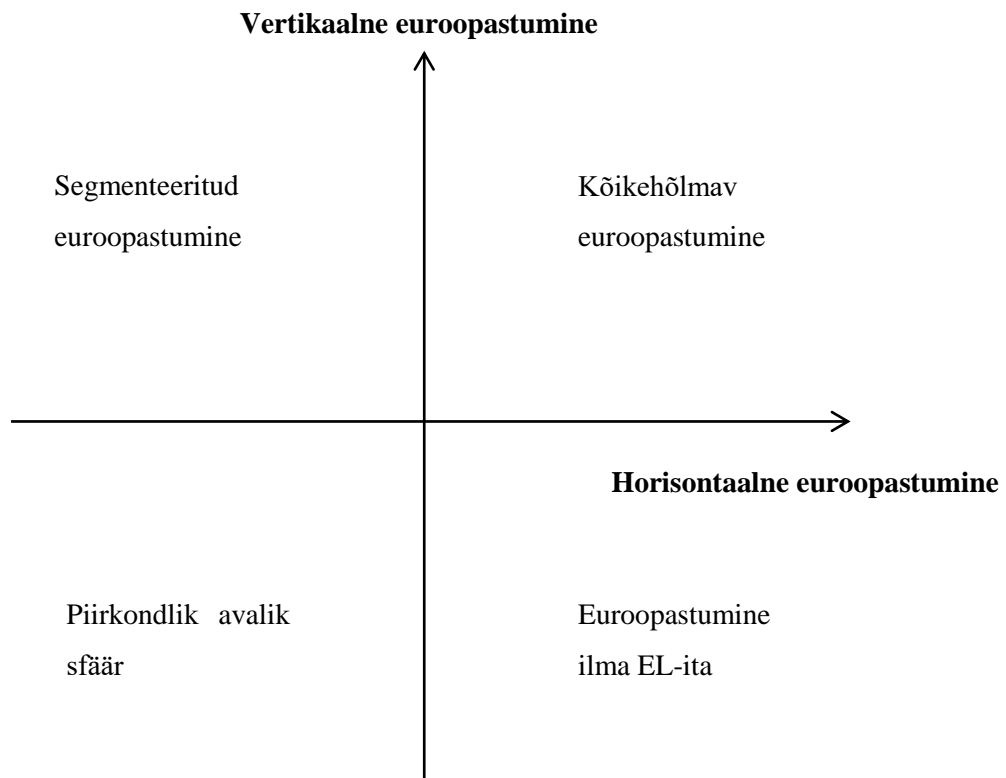 Vertikaalne euroopastumine
Segmenteeritud
euroopastumine
Kõikehõlmav
euroopastumine
Horisontaalne euroopastumine
Piirkondlik avalik
sfäär
Euroopastumine
ilma EL-ita